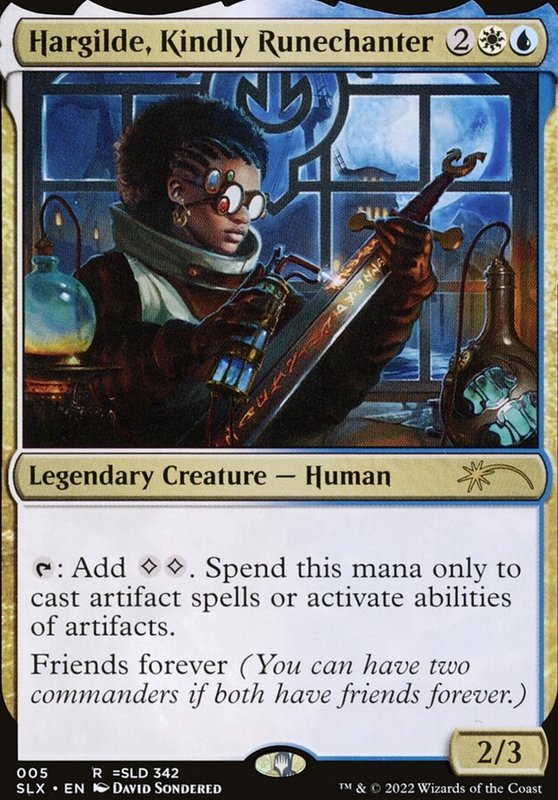 Hargilde, Kindly Runechanter 2
Legendary Creature — Human
: Add . Spend this mana only to
cast artifact spells or activate abilities
of artifacts.
Friends forever (You can have two
commanders if both have friends forever.)
2/3
005 R =SLD 342
SLX • EN DAVID SONDERED
™ & © 2022 Wizards of the Coast